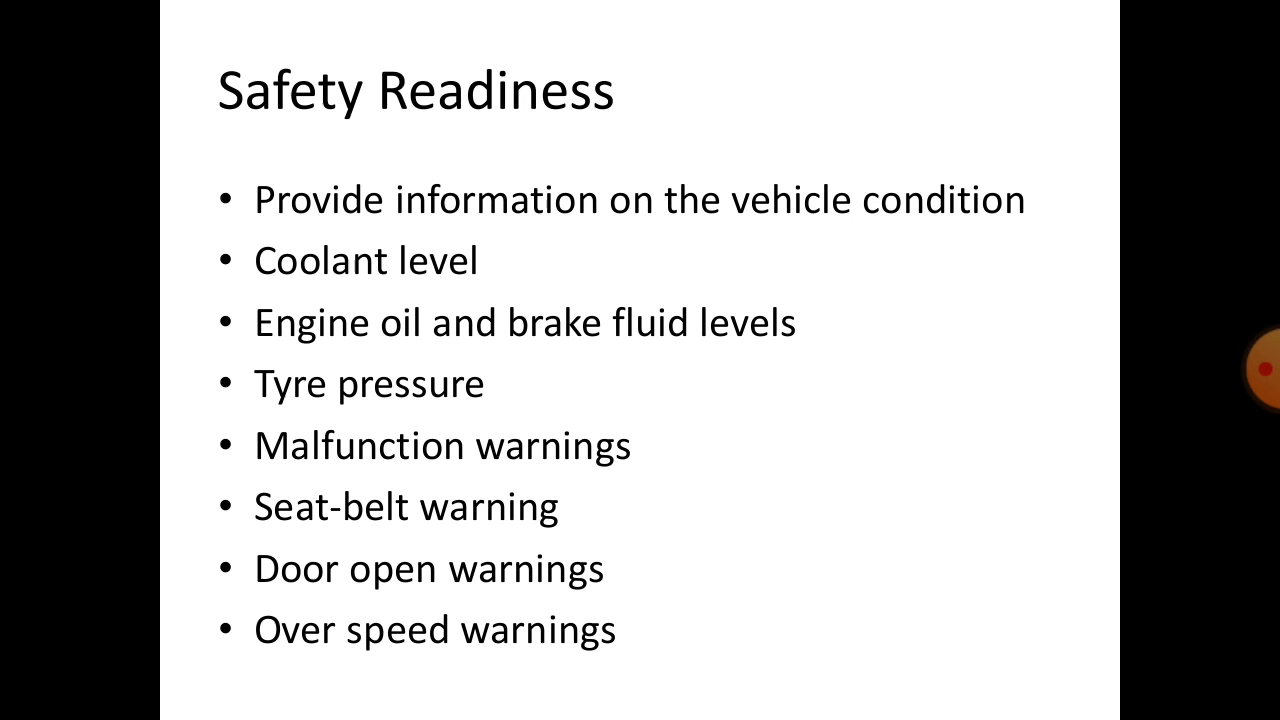 Safety Readiness
• Provide information on the vehicle condition
• Coolant level
• Engine oil and brake fluid levels
• Tyre pressure
• Malfunction warnings
• Seat-belt warning
• Door open warnings
• Over speed warnings